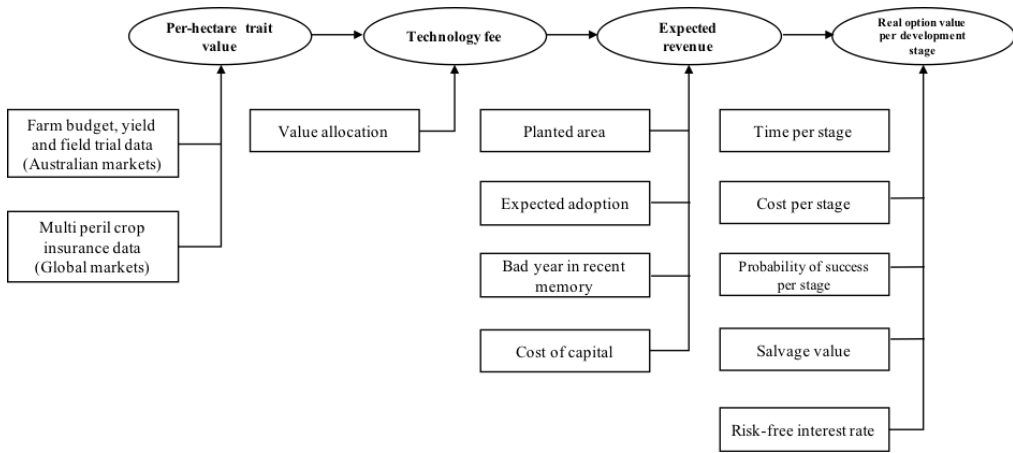 Per-hectare trait
value
Technology fee
Expected
revenue
Real option value
per development
stage
Farm budget, yield
and field trial data
(Australian markets)
Multi peril crop
insurance data
(Global markets)
Value allocation
Planted area
Expected adoption
Bad year in recent
memory
Cost of capital
Time per stage
Cost per stage
Probability of success
per stage
Salvage value
Risk-free interest rate